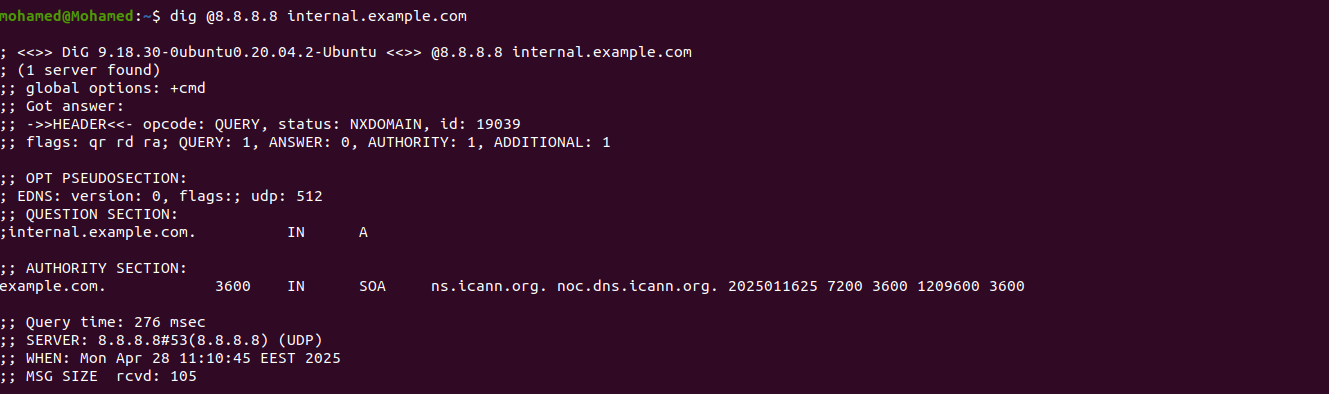 mohamed@Mohamed:~$ dig @8.8.8.8 internal.example.com
; <<>> DiG 9.18.30-0ubuntu0.20.04.2-Ubuntu <<>> @8.8.8.8 internal.example.com
; (1 server found)
;; global options: +cmd
;; Got answer:
;; ->>HEADER<<- opcode: QUERY, status: NXDOMAIN, id: 19039
;; flags: qr rd ra; QUERY: 1, ANSWER: 0, AUTHORITY: 1, ADDITIONAL: 1
;; OPT PSEUDOSECTION:
; EDNS: version: 0, flags:; udp: 512
;; QUESTION SECTION:
;internal.example.com. IN A
;; AUTHORITY SECTION:
example.com. 3600 IN SOA ns.icann.org. noc.dns.icann.org. 2025011625 7200 3600 1209600 3600
;; Query time: 276 msec
;; SERVER: 8.8.8.8#53(8.8.8.8) (UDP)
;; WHEN: Mon Apr 28 11:10:45 EEST 2025
;; MSG SIZE rcvd: 105